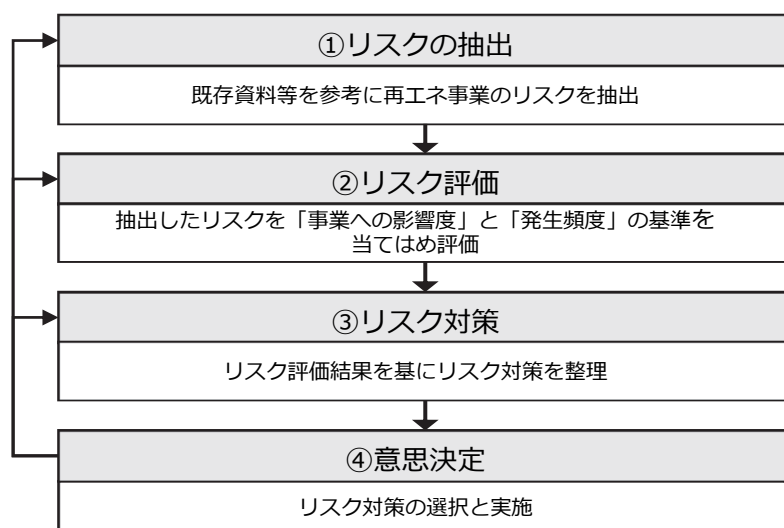 ①リスクの抽出
既存資料等を参考に再エネ事業のリスクを抽出
②リスク評価
抽出したリスクを「事業への影響度」と「発生頻度」の基準を
当てはめ評価
③リスク対策
リスク評価結果を基にリスク対策を整理
④意思決定
リスク対策の選択と実施